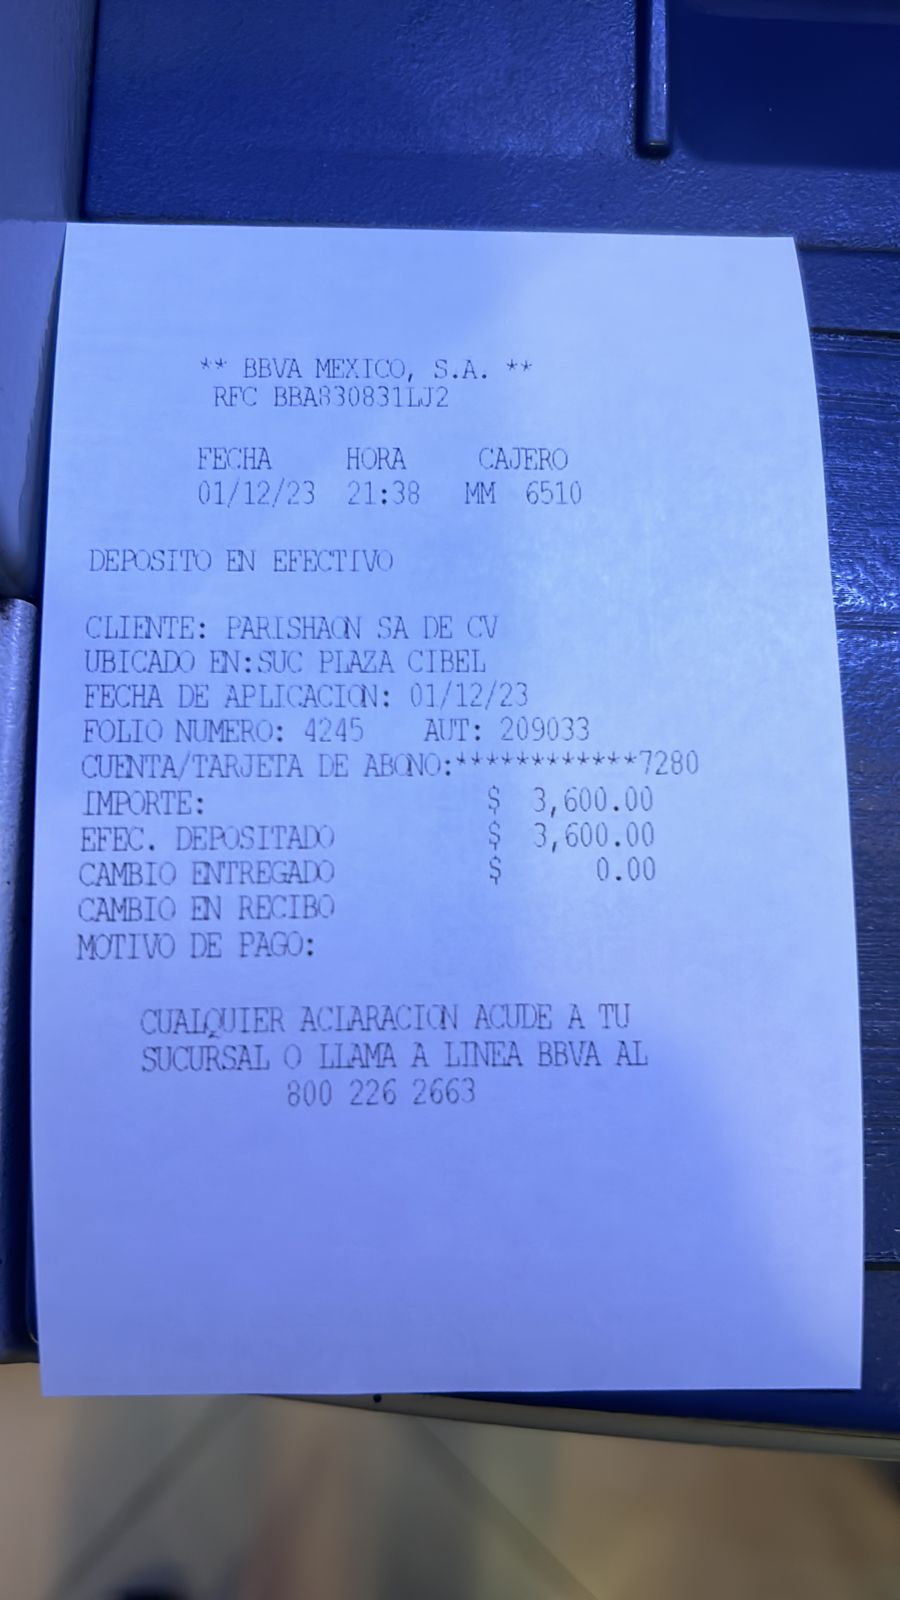 ** BBVA MEXICO, S.A. **
RFC BBA830831LJ2
FECHA HORA CAJERO
01/12/23 21:38 MM 6510
DEPOSITO EN EFECTIVO
CLIENTE: PARISHAON SA DE CV
UBICADO EN:SUC PLAZA CIBEL
FECHA DE APLICACION: 01/12/23
FOLIO NUMERO: 4245 AUT: 209033
CUENTA/TARJETA DE ABONO:************7280
IMPORTE: $ 3,600.00
EFEC. DEPOSITADO $ 3,600.00
CAMBIO ENTREGADO $ 0.00
CAMBIO EN RECIBO
MOTIVO DE PAGO:
CUALQUIER ACLARACION ACUDE A TU
SUCURSAL O LLAMA A LINEA BBVA AL
800 226 2663